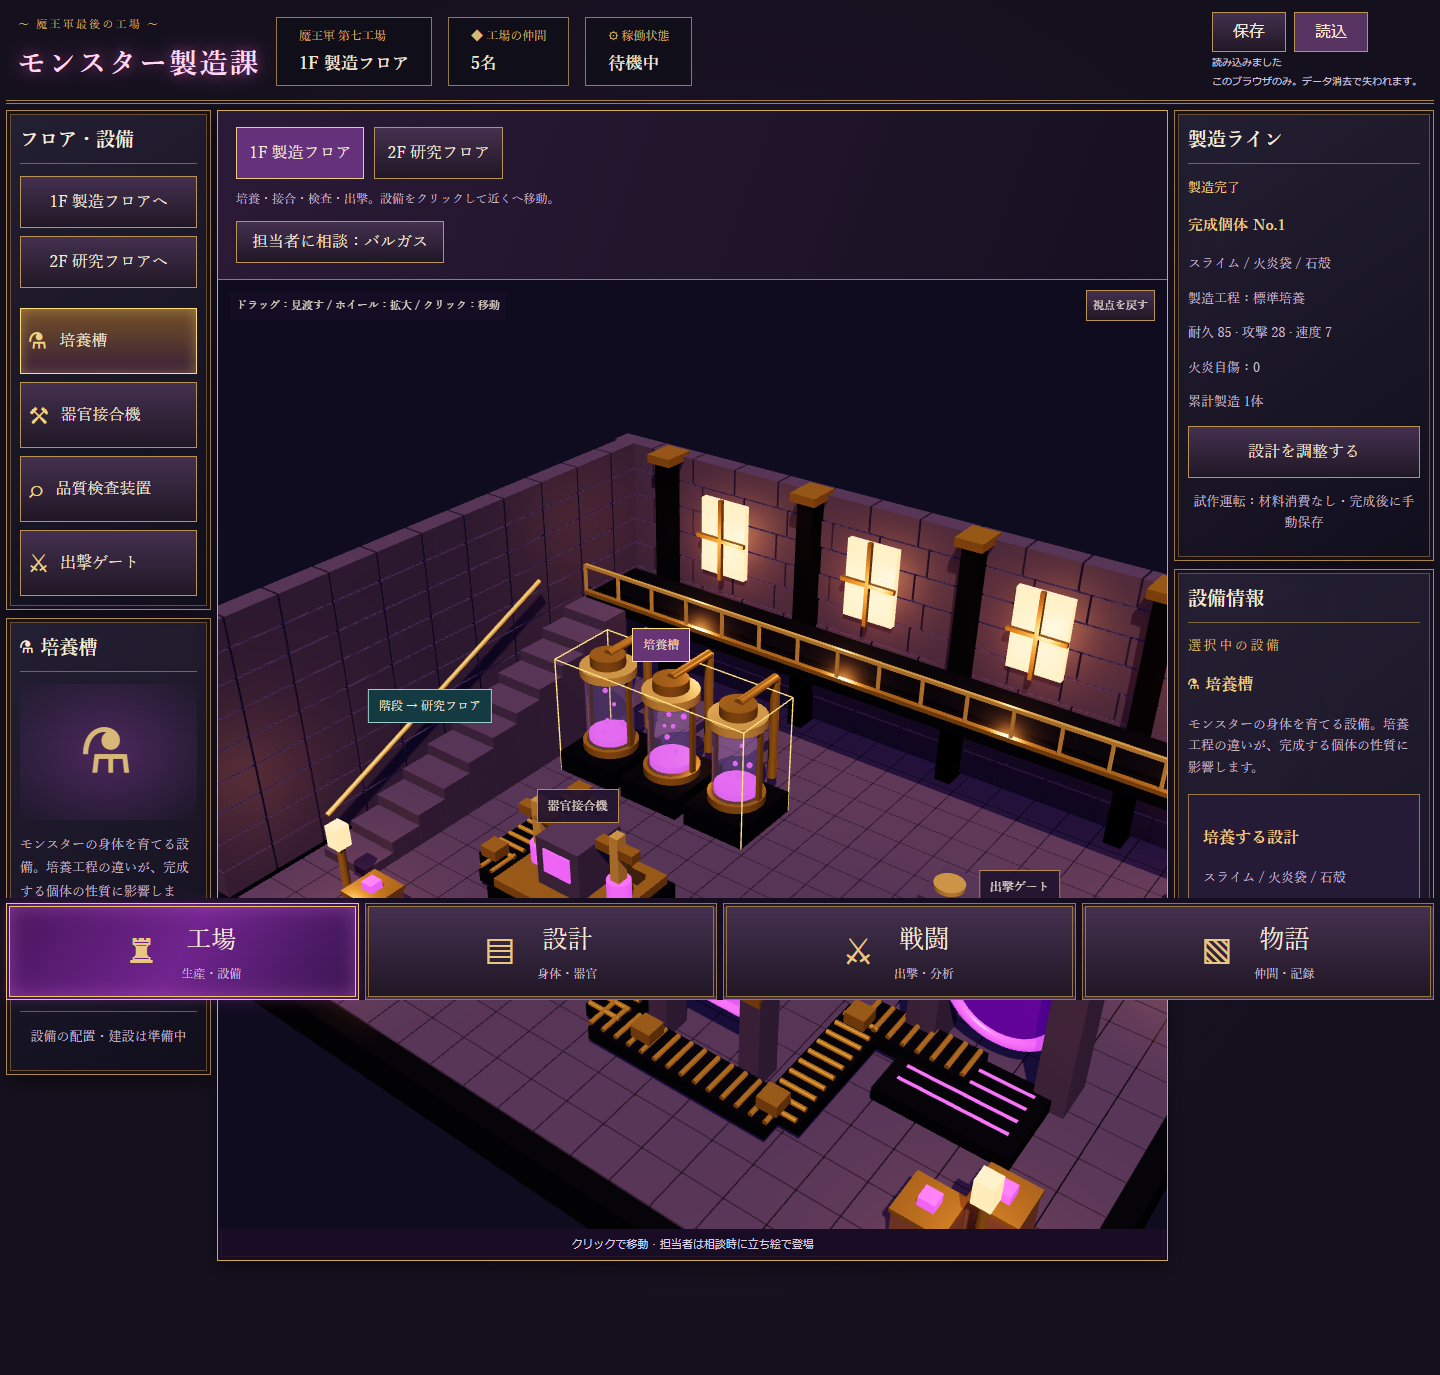 ～ 魔王軍最後の工場 ～
モンスター製造課
魔王軍 第七工場
1F 製造フロア
◆ 工場の仲間
5名
⚙ 稼働状態
待機中
保存
読込
読み込みました
このブラウザのみ。データ消去で失われます。
フロア・設備
1F 製造フロアへ
2F 研究フロアへ
培養槽
器官接合機
品質検査装置
出撃ゲート
培養槽
モンスターの身体を育てる設
備。培養工程の違いが、完成
する個体の性質に影響しま
設備の配置・建設は準備中
1F 製造フロア
2F 研究フロア
培養・接合・検査・出撃。設備をクリックして近くへ移動。
担当者に相談：バルガス
ドラッグ：見渡す / ホイール：拡大 / クリック：移動
視点を戻す
培養槽
階段 → 研究フロア
器官接合機
出撃ゲート
クリックで移動 · 担当者は相談時に立ち絵で登場
製造ライン
製造完了
完成個体 No.1
スライム / 火炎袋 / 石殻
製造工程：標準培養
耐久 85 · 攻撃 28 · 速度 7
火炎自傷：0
累計製造 1体
設計を調整する
試作運転：材料消費なし・完成後に手
動保存
設備情報
選択中の設備
培養槽
モンスターの身体を育てる設備。培養
工程の違いが、完成する個体の性質に
影響します。
培養する設計
スライム / 火炎袋 / 石殻
工場
生産・設備
設計
身体・器官
戦闘
出撃・分析
物語
仲間・記録